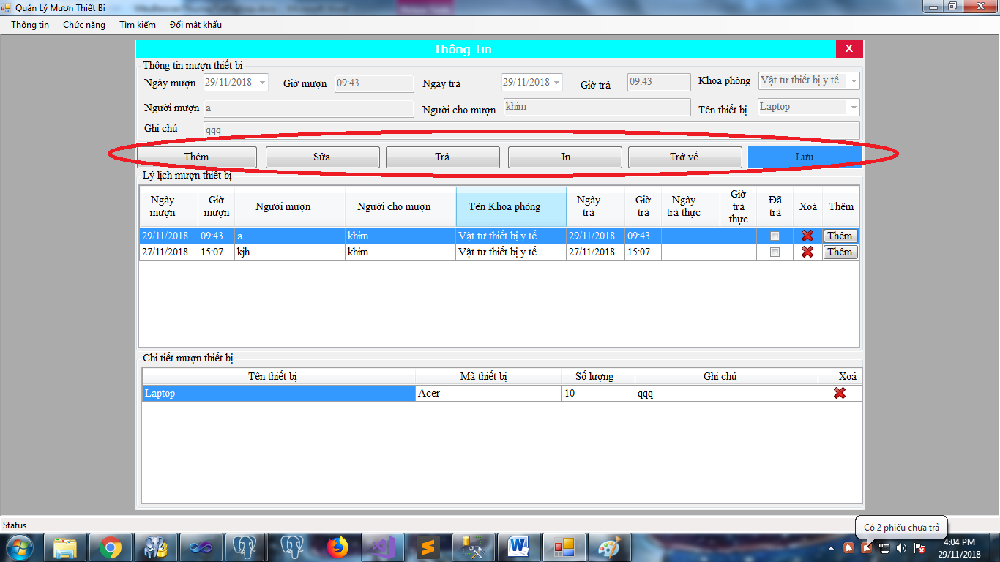 Quản Lý Mượn Thiết Bị
Thông tin Chức năng Tìm kiếm Đổi mật khẩu
Thông Tin X
Thông tin mượn thiết bị
Ngày mượn 29/11/2018 Giờ mượn 09:43 Ngày trả 29/11/2018 Giờ trả 09:43 Khoa phòng Vật tư thiết bị y tế
Người mượn a Người cho mượn khim Tên thiết bị Laptop
Ghi chú qqq
Thêm Sửa Trả In Trở về Lưu
Lý lịch mượn thiết bị
Ngày mượn Giờ mượn Người mượn Người cho mượn Tên Khoa phòng Ngày trả Giờ trả Ngày trả thực Giờ trả thực Đã trả Xoá Thêm
29/11/2018 09:43 a khim Vật tư thiết bị y tế 29/11/2018 09:43 Thêm
27/11/2018 15:07 kjh khim Vật tư thiết bị y tế 27/11/2018 15:07 Thêm
Chi tiết mượn thiết bị
Tên thiết bị Mã thiết bị Số lượng Ghi chú Xoá
Laptop Acer 10 qqq
Status
Có 2 phiếu chưa trả
4:04 PM
29/11/2018